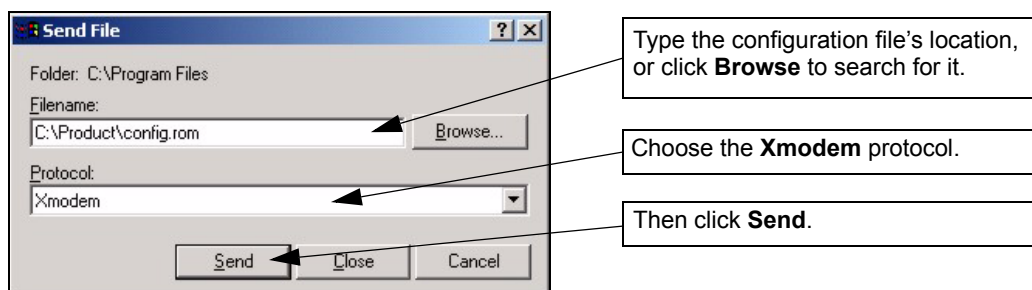 Send File
Folder: C:\Program Files
Filename:
C:\Product\config.rom
Browse...
Protocol:
Xmodem
Send
Close
Cancel
Type the configuration file’s location,
or click Browse to search for it.
Choose the Xmodem protocol.
Then click Send.